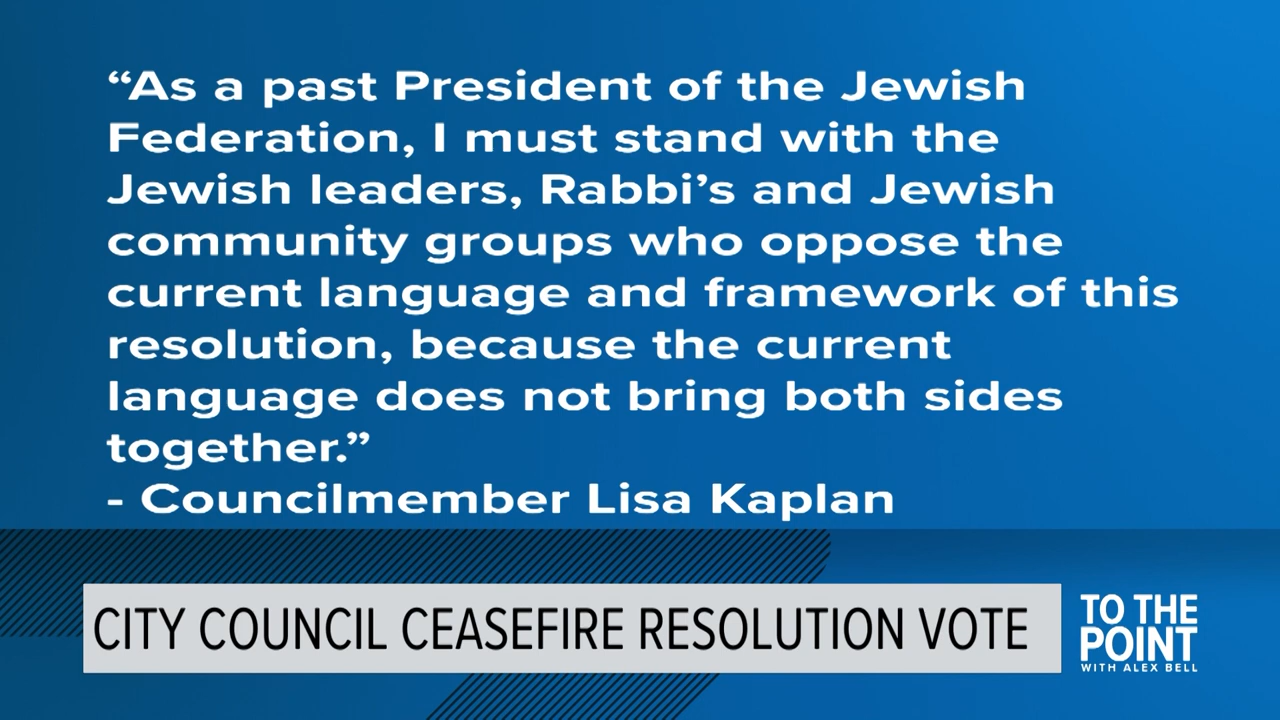 “As a past President of the Jewish
Federation, I must stand with the
Jewish leaders, Rabbi’s and Jewish
community groups who oppose the
current language and framework of this
resolution, because the current
language does not bring both sides
together.”
- Councilmember Lisa Kaplan
CITY COUNCIL CEASEFIRE RESOLUTION VOTE
TO THE
POINT
WITH ALEX BELL